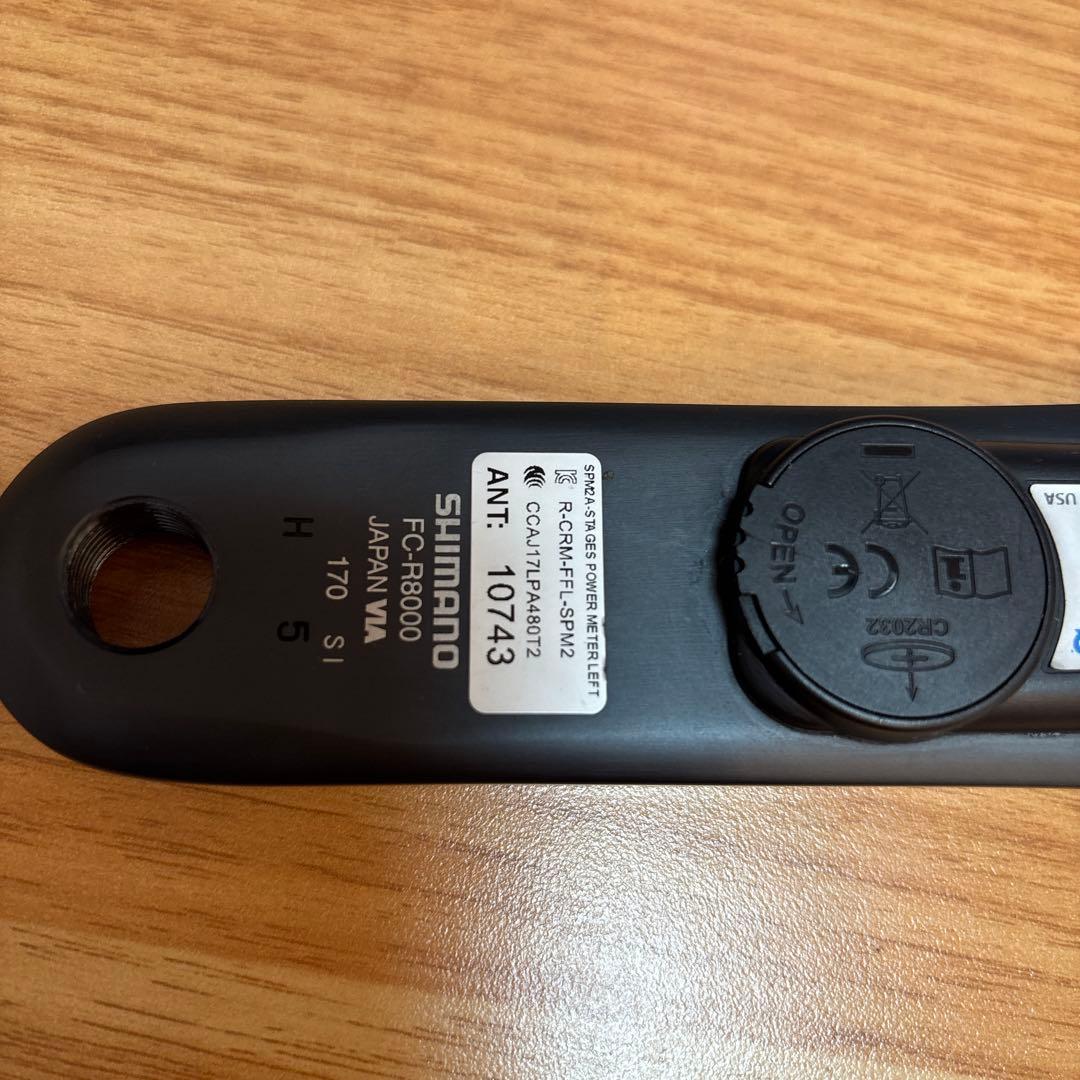 SPM2A-STAGES POWER METER LEFT
R-CRM-FFL-SPM2
CCAJ17LPA480T2
ANT: 10743
SHIMANO
FC-R8000
JAPAN VIA
170 SI
H 5
OPEN
CR2032
USA